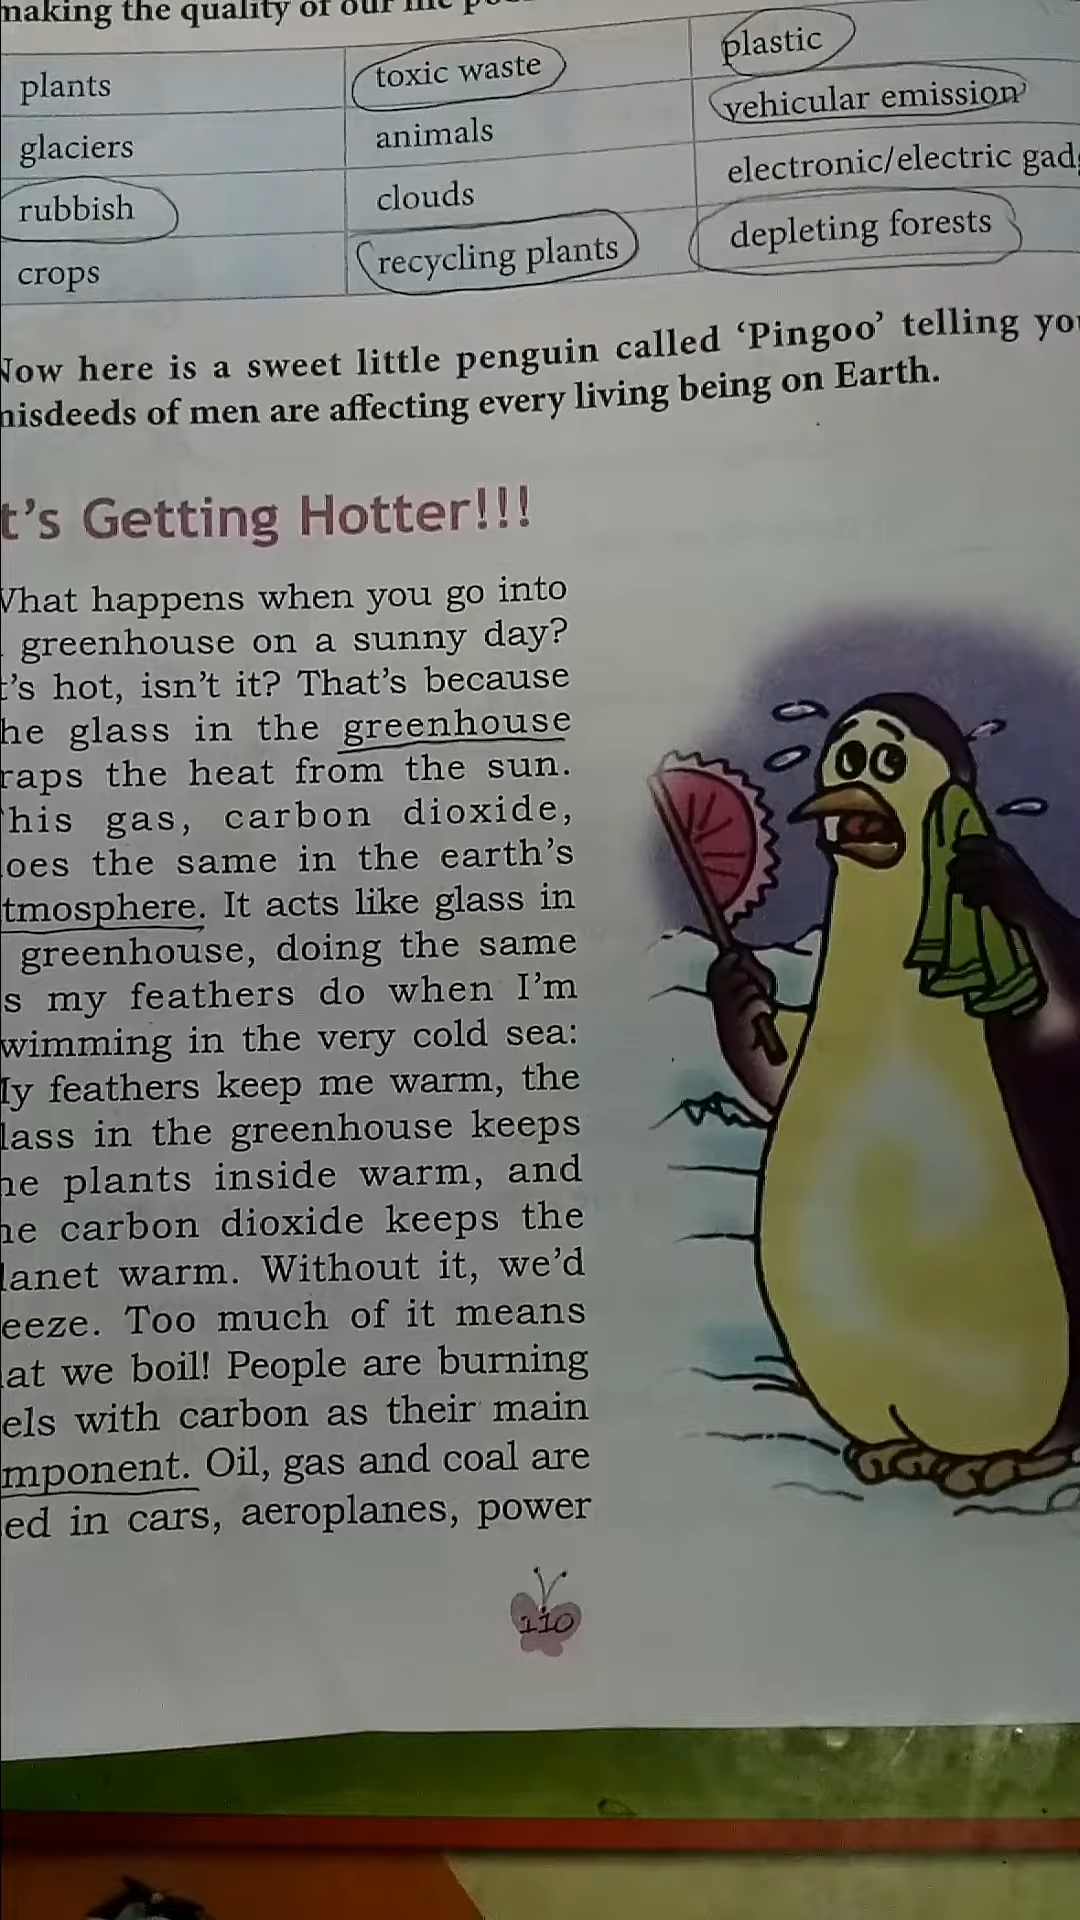 making the quality of our life
plants toxic waste plastic
glaciers animals vehicular emission
rubbish clouds electronic/electric
crops recycling plants depleting forests
Now here is a sweet little penguin called ‘Pingoo’ telling
misdeeds of men are affecting every living being on Earth.
t’s Getting Hotter!!!
What happens when you go into
greenhouse on a sunny day?
t’s hot, isn’t it? That’s because
he glass in the greenhouse
raps the heat from the sun.
his gas, carbon dioxide,
oes the same in the earth’s
tmosphere. It acts like glass in
greenhouse, doing the same
s my feathers do when I’m
wimming in the very cold sea:
My feathers keep me warm, the
lass in the greenhouse keeps
he plants inside warm, and
he carbon dioxide keeps the
lanet warm. Without it, we’d
eeze. Too much of it means
at we boil! People are burning
els with carbon as their main
mponent. Oil, gas and coal are
ed in cars, aeroplanes, power
110